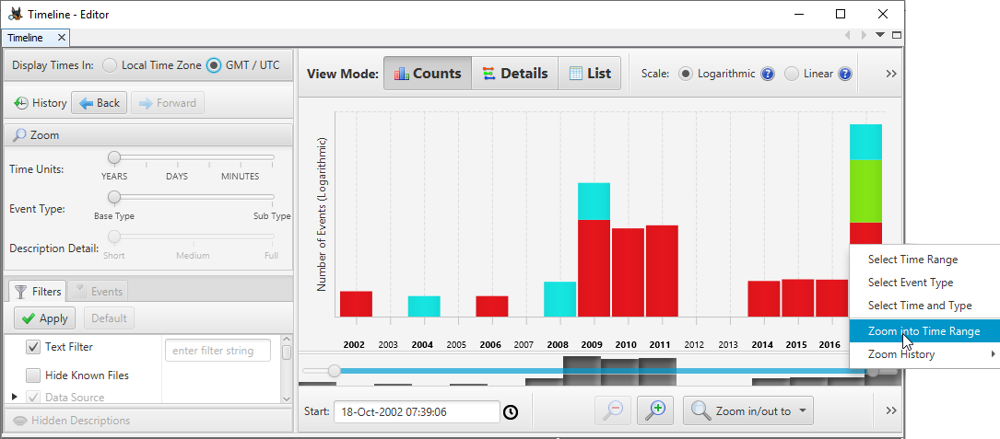 Timeline - Editor
Timeline
Display Times In: Local Time Zone GMT / UTC
History Back Forward
Zoom
Time Units:
YEARS DAYS MINUTES
Event Type:
Base Type Sub Type
Description Detail:
Short Medium Full
Filters Events
Apply Default
Text Filter enter filter string
Hide Known Files
Data Source
Hidden Descriptions
View Mode: Counts Details List Scale: Logarithmic Linear
Number of Events (Logarithmic)
2002 2003 2004 2005 2006 2007 2008 2009 2010 2011 2012 2013 2014 2015 2016
Select Time Range
Select Event Type
Select Time and Type
Zoom into Time Range
Zoom History
Start: 18-Oct-2002 07:39:06 Zoom in/out to